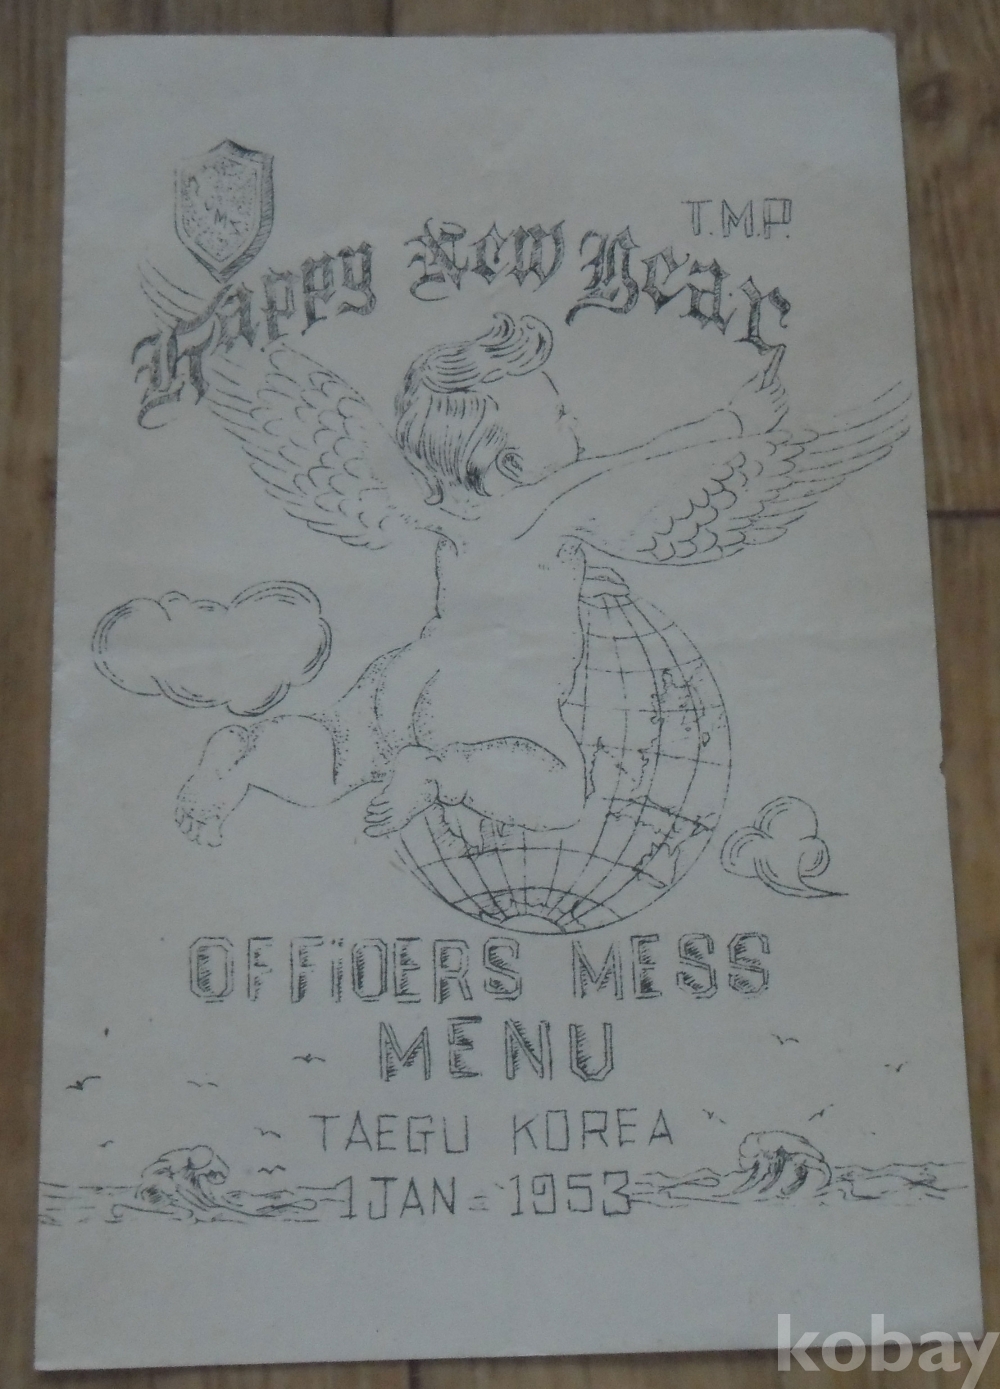 T.M.P.
Happy New Year
OFFICERS MESS
MENU
TAEGU KOREA
1 JAN = 1953
kobay